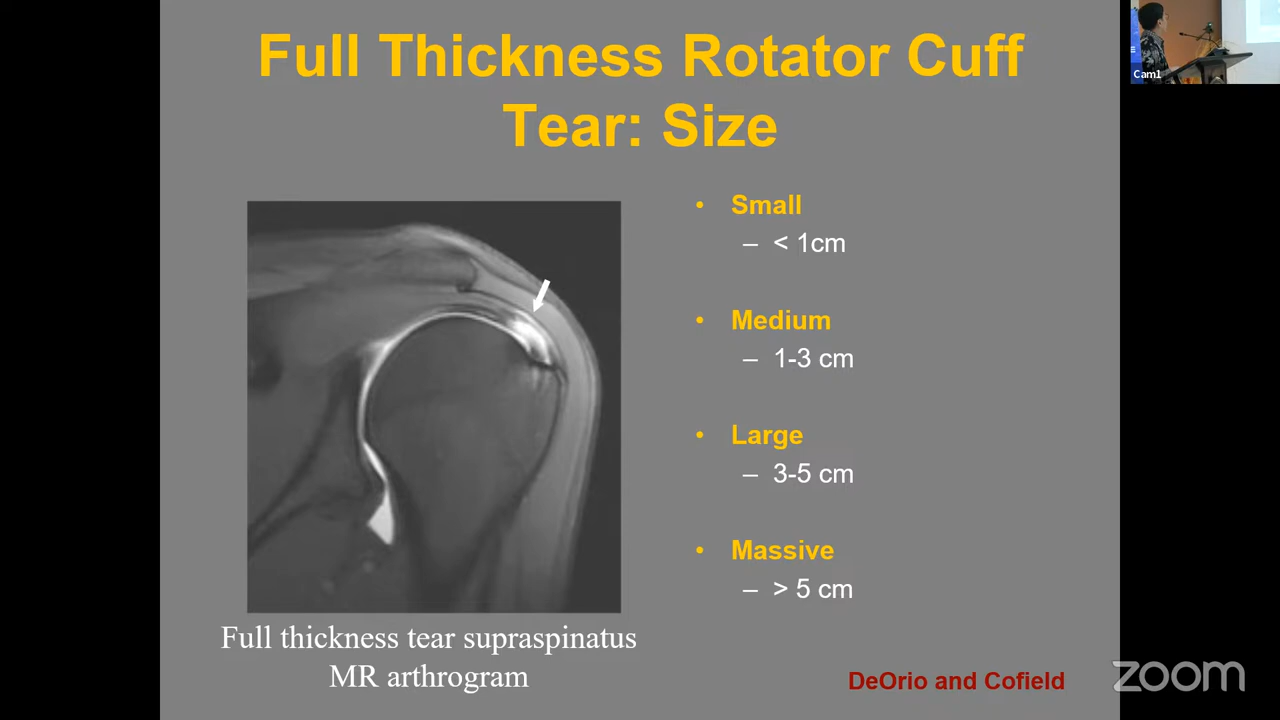 Full Thickness Rotator Cuff
Tear: Size
Cam1
• Small
– < 1cm
• Medium
– 1-3 cm
• Large
– 3-5 cm
• Massive
– > 5 cm
Full thickness tear supraspinatus
MR arthrogram
DeOrio and Cofield
zoom